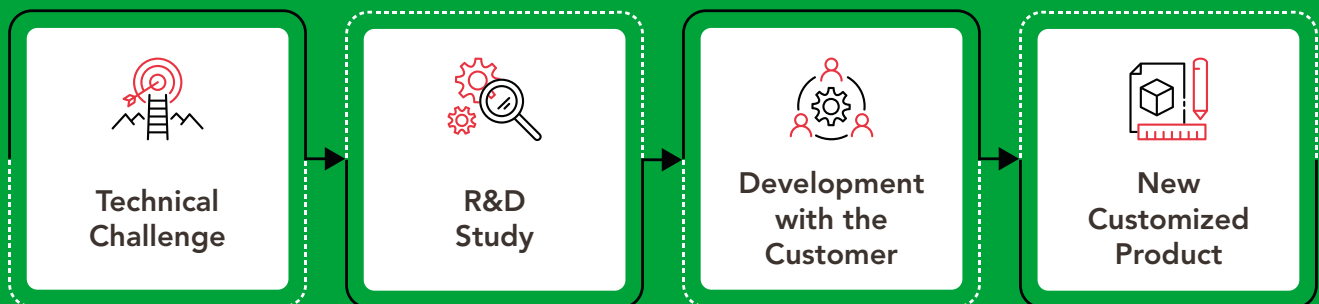 Technical
Challenge
R&D
Study
Development
with the
Customer
New
Customized
Product